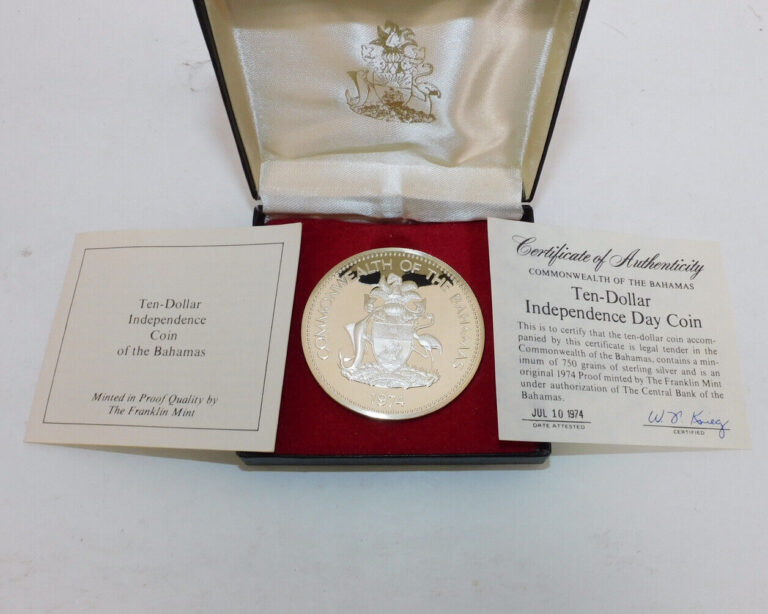 Ten-Dollar
Independence
Coin
of the Bahamas
Minted in Proof Quality by
The Franklin Mint
COMMONWEALTH OF THE BAHAMAS
1974
Certificate of Authenticity
COMMONWEALTH OF THE BAHAMAS
Ten-Dollar
Independence Day Coin
This is to certify that the ten-dollar coin accom-
panied by this certificate is legal tender in the
Commonwealth of the Bahamas, contains a min-
imum of 750 grains of sterling silver and is an
original 1974 Proof minted by The Franklin Mint
under authorization of The Central Bank of the
Bahamas.
JUL 10 1974
DATE ATTESTED
CERTIFIED